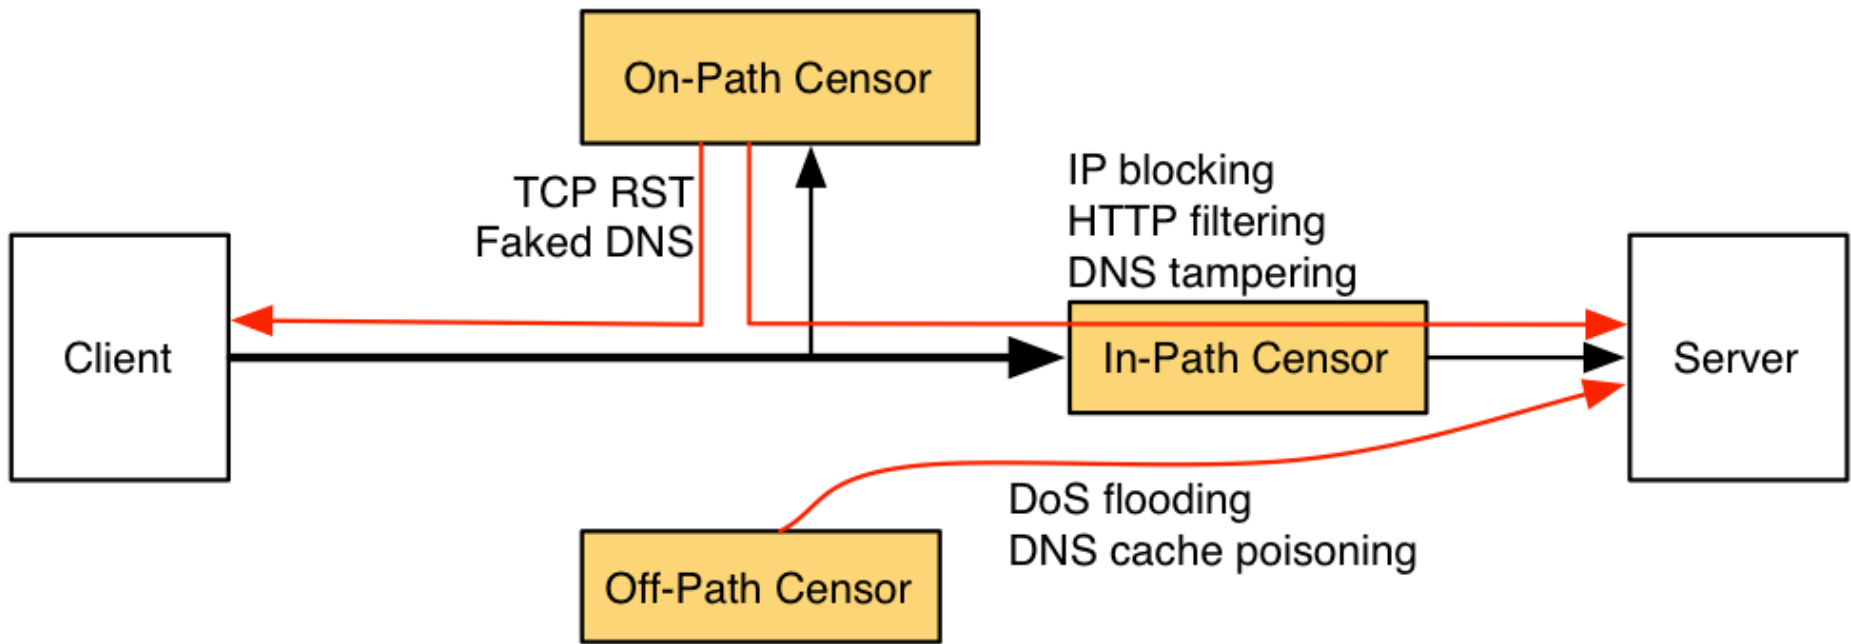 On-Path Censor
TCP RST
Faked DNS
IP blocking
HTTP filtering
DNS tampering
Client
In-Path Censor
Server
DoS flooding
DNS cache poisoning
Off-Path Censor